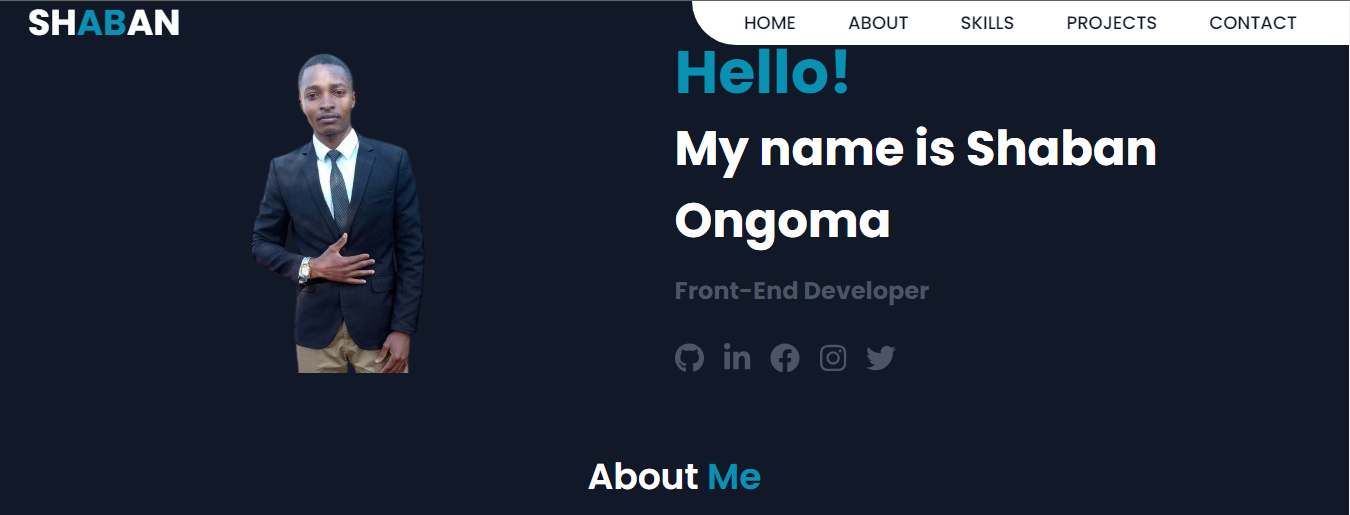 SHABAN
HOME ABOUT SKILLS PROJECTS CONTACT
Hello!
My name is Shaban
Ongoma
Front-End Developer
About Me